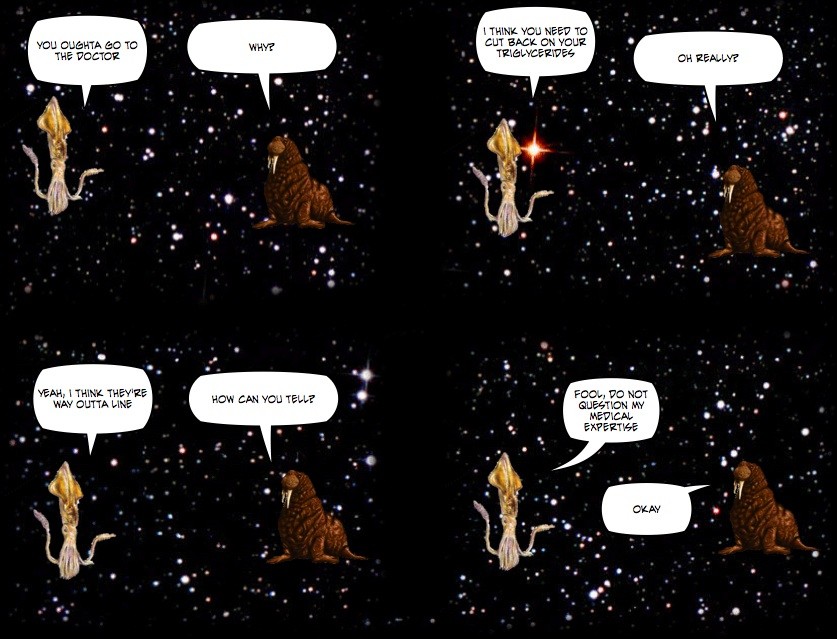 YOU OUGHTA GO TO
THE DOCTOR
WHY?
I THINK YOU NEED TO
CUT BACK ON YOUR
TRIGLYCERIDES
OH REALLY?
YEAH, I THINK THEY'RE
WAY OUTTA LINE
HOW CAN YOU TELL?
FOOL, DO NOT
QUESTION MY
MEDICAL
EXPERTISE
OKAY